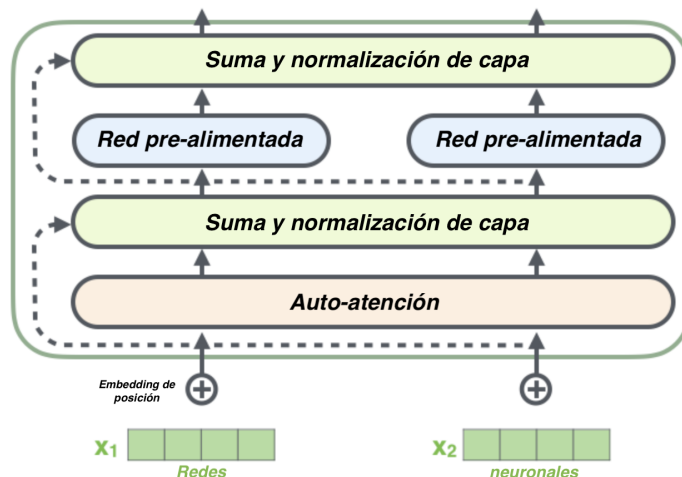 Suma y normalización de capa
Red pre-alimentada Red pre-alimentada
Suma y normalización de capa
Auto-atención
Embedding de
posición
x1 x2
Redes neuronales